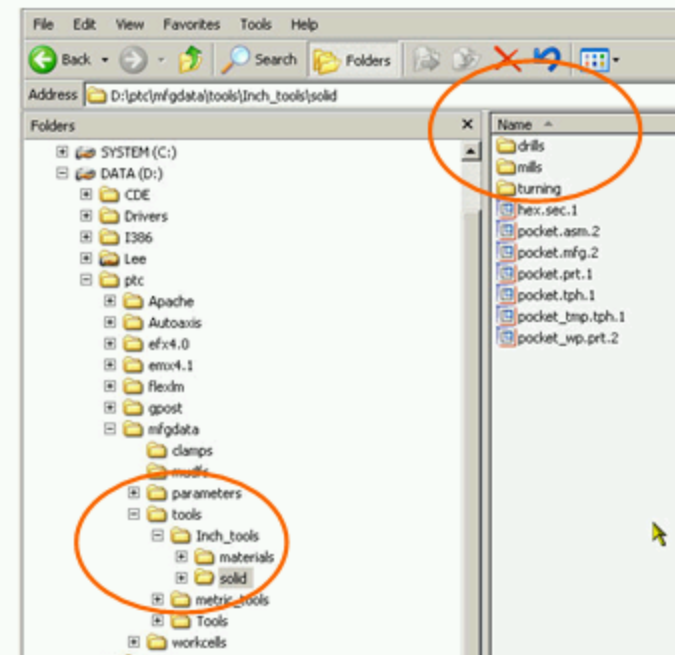 File Edit View Favorites Tools Help
Back Search Folders
Address D:\ptc\mfgdata\tools\Inch_tools\solid
Folders
SYSTEM (C:)
DATA (D:)
CDE
Drivers
I386
Lee
ptc
Apache
Autoaxis
efx4.0
emx4.1
flexlm
gpost
mfgdata
clamps
parameters
tools
Inch_tools
materials
solid
metric_tools
Tools
workcells
Name
drills
mills
turning
hex.sec.1
pocket.asm.2
pocket.mfg.2
pocket.prt.1
pocket.tph.1
pocket_tmp.tph.1
pocket_wp.prt.2